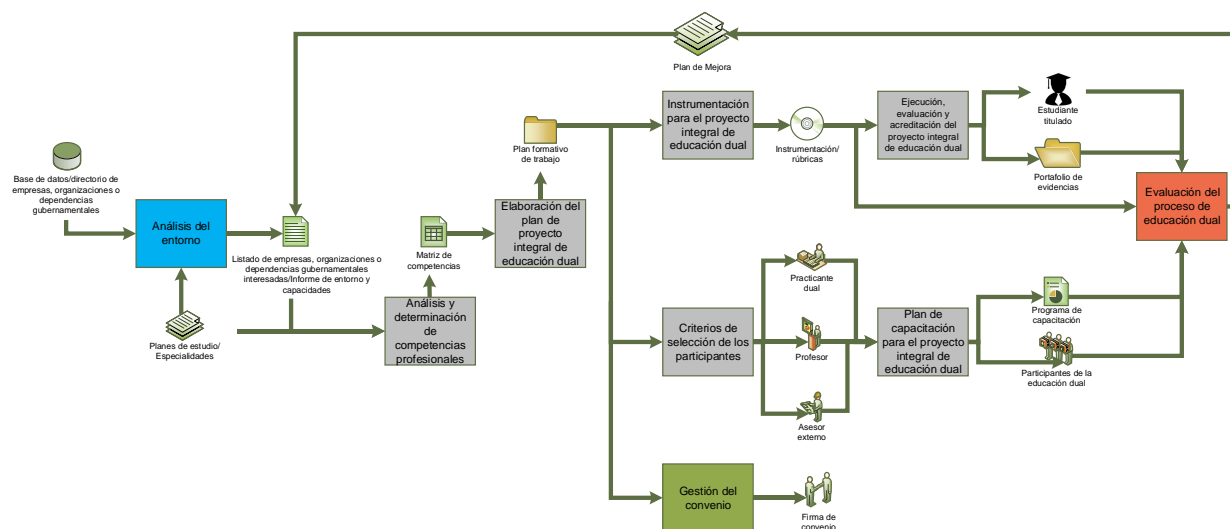 Plan de Mejora
Base de datos/directorio de
empresas, organizaciones o
dependencias
gubernamentales
Análisis del
entorno
Planes de estudio/
Especialidades
Listado de empresas, organizaciones o
dependencias gubernamentales
interesadas/Informe de entorno y
capacidades
Análisis y
determinación
de
competencias
profesionales
Matriz de
competencias
Elaboración del
plan de
proyecto
integral de
educación dual
Plan formativo
de trabajo
Instrumentación
para el proyecto
integral de
educación dual
Instrumentación/
rúbricas
Ejecución,
evaluación y
acreditación del
proyecto integral
de educación dual
Estudiante
titulado
Portafolio de
evidencias
Evaluación del
proceso de
educación dual
Criterios de
selección de los
participantes
Practicante
dual
Profesor
Asesor
externo
Plan de
capacitación
para el proyecto
integral de
educación dual
Programa de
capacitación
Participantes de la
educación dual
Gestión del
convenio
Firma de
convenio